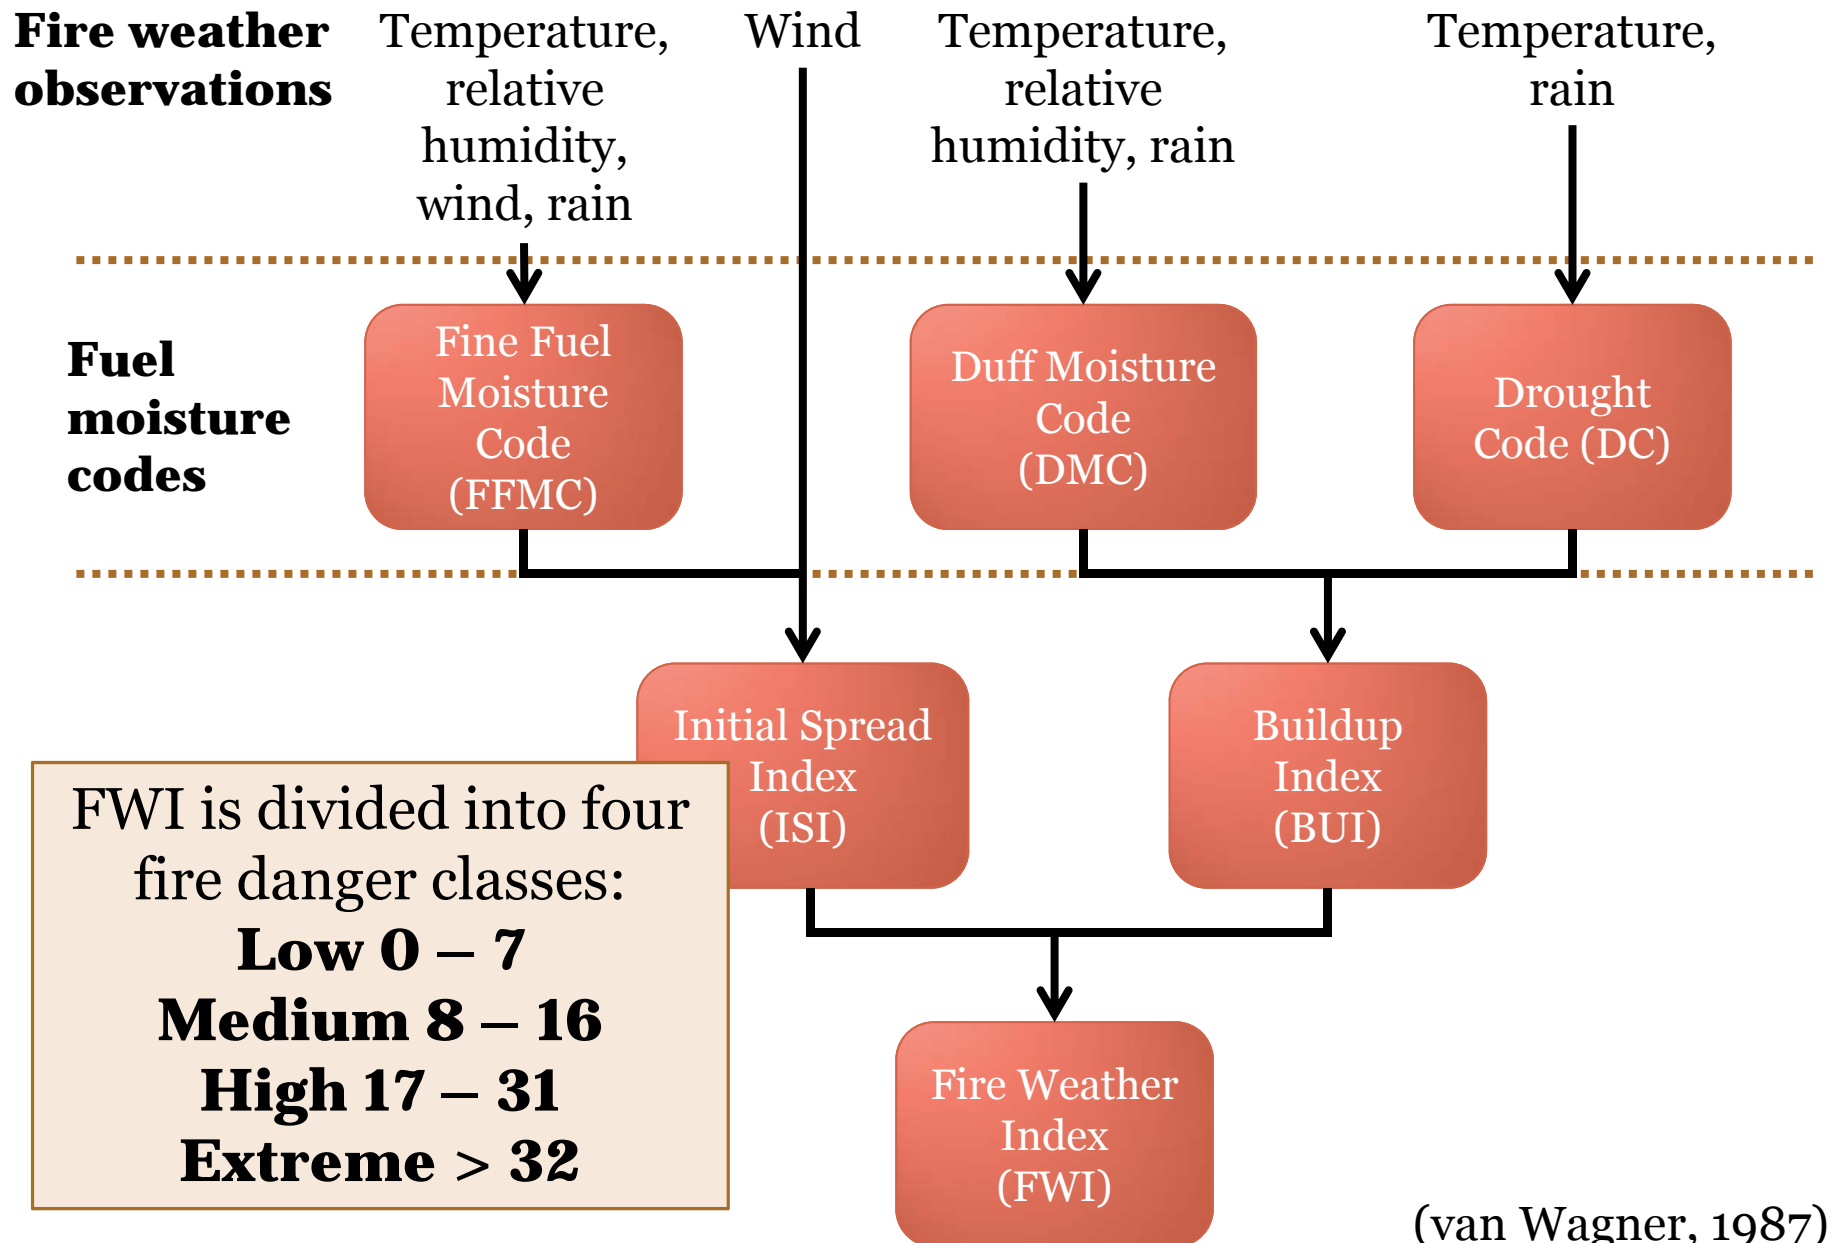 Fire weather
observations
Temperature,
relative
humidity,
wind, rain
Wind
Temperature,
relative
humidity, rain
Temperature,
rain
Fuel
moisture
codes
Fine Fuel
Moisture
Code
(FFMC)
Duff Moisture
Code
(DMC)
Drought
Code (DC)
Initial Spread
Index
(ISI)
Buildup
Index
(BUI)
FWI is divided into four
fire danger classes:
Low 0 – 7
Medium 8 – 16
High 17 – 31
Extreme > 32
Fire Weather
Index
(FWI)
(van Wagner, 1987)